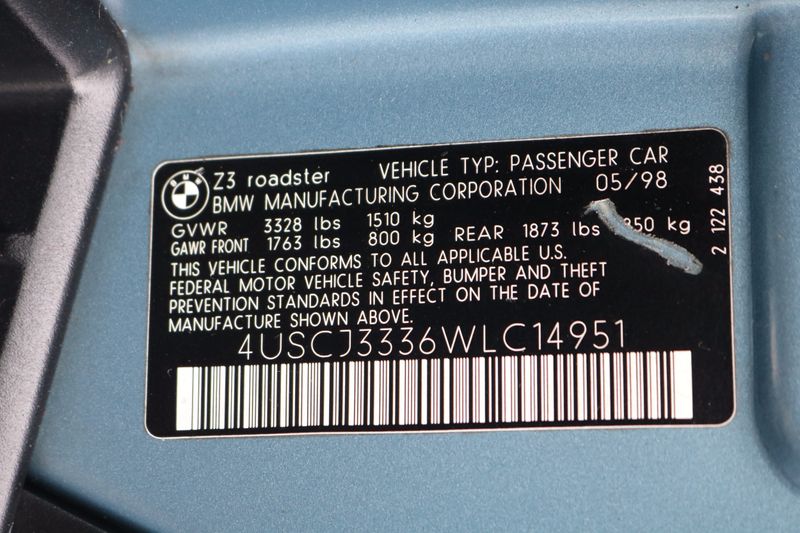 BMW
Z3 roadster VEHICLE TYP: PASSENGER CAR
BMW MANUFACTURING CORPORATION 05/98
GVWR 3328 lbs 1510 kg
GAWR FRONT 1763 lbs 800 kg REAR 1873 lbs 850 kg
THIS VEHICLE CONFORMS TO ALL APPLICABLE U.S.
FEDERAL MOTOR VEHICLE SAFETY, BUMPER AND THEFT
PREVENTION STANDARDS IN EFFECT ON THE DATE OF
MANUFACTURE SHOWN ABOVE.
4USCJ3336WLC14951
2 122 438